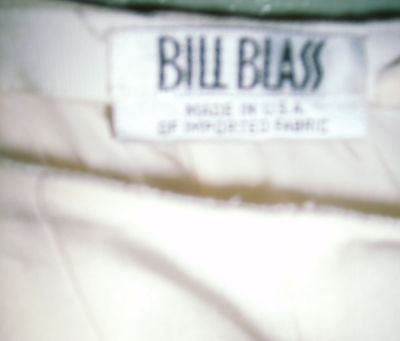 BILL BLASS
MADE IN U.S.A.
OF IMPORTED FABRIC